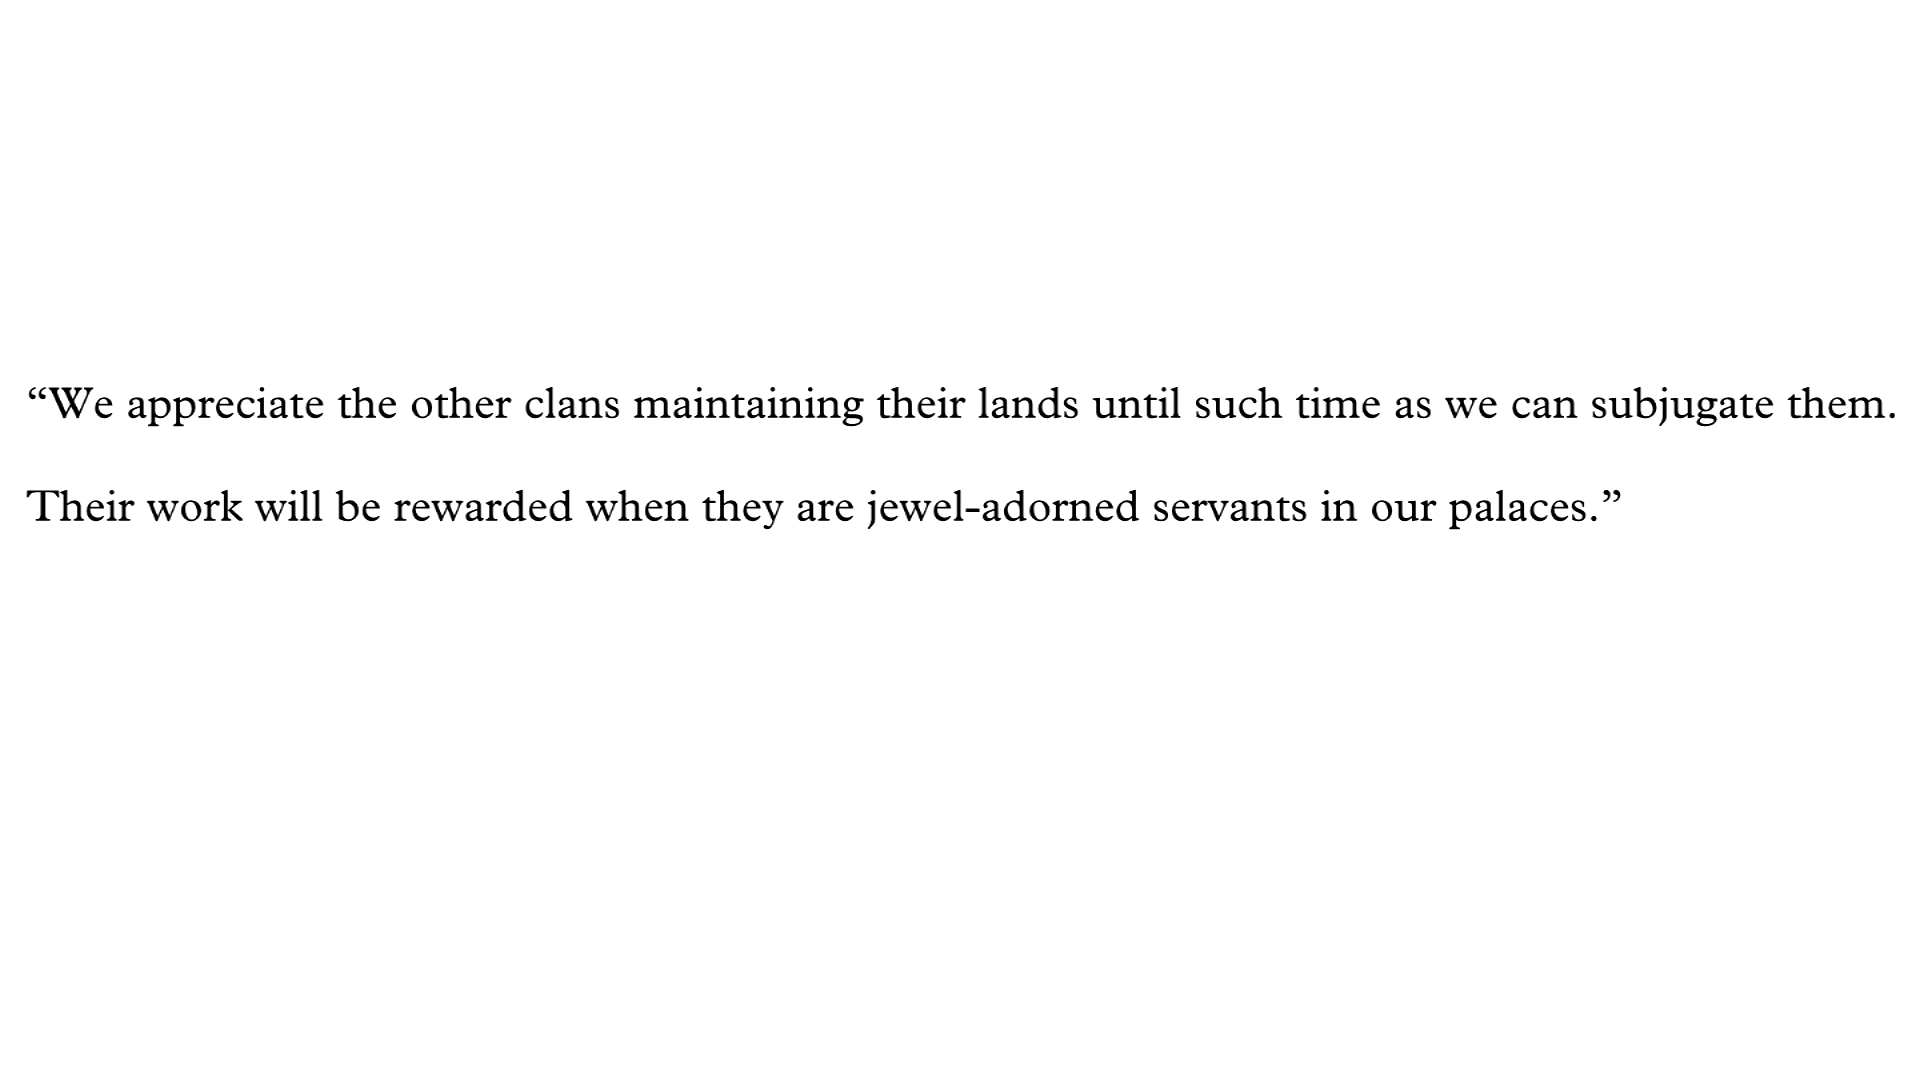 “We appreciate the other clans maintaining their lands until such time as we can subjugate them.
Their work will be rewarded when they are jewel-adorned servants in our palaces.”